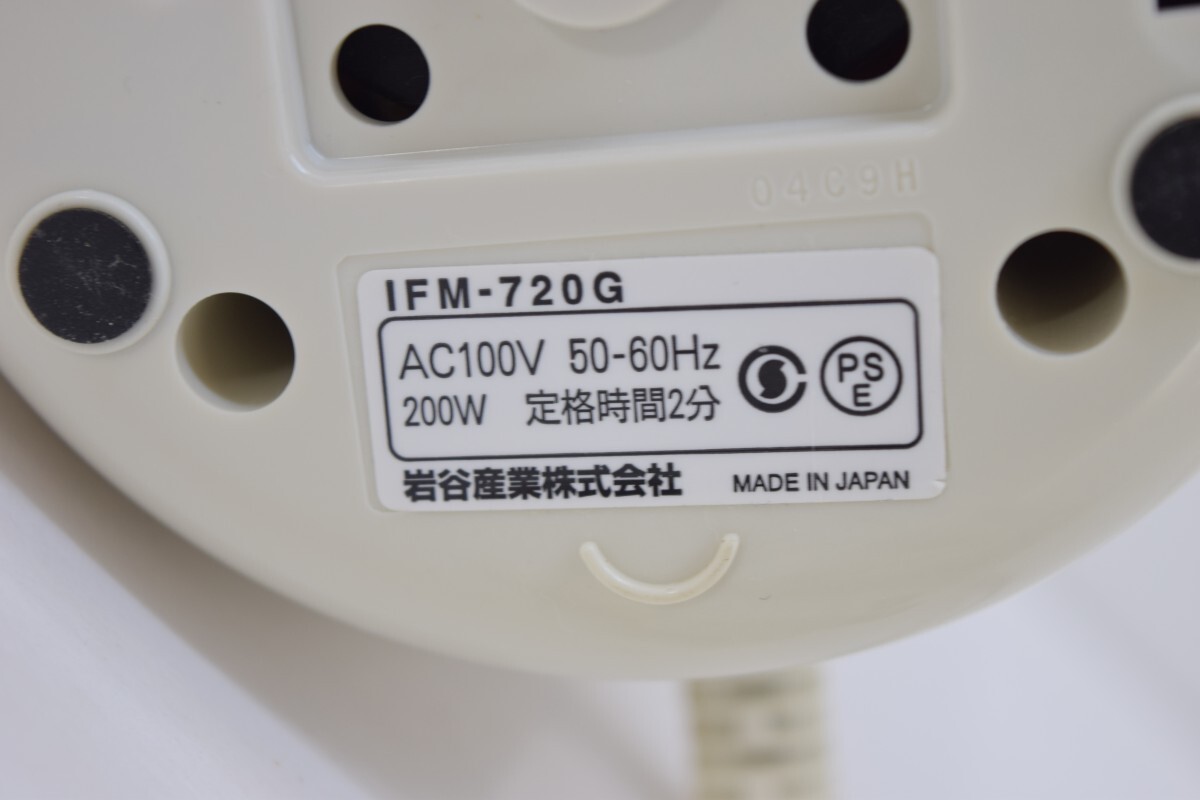 04C9H
IFM-720G
AC100V 50-60Hz
200W 定格時間2分
PSE
岩谷産業株式会社
MADE IN JAPAN